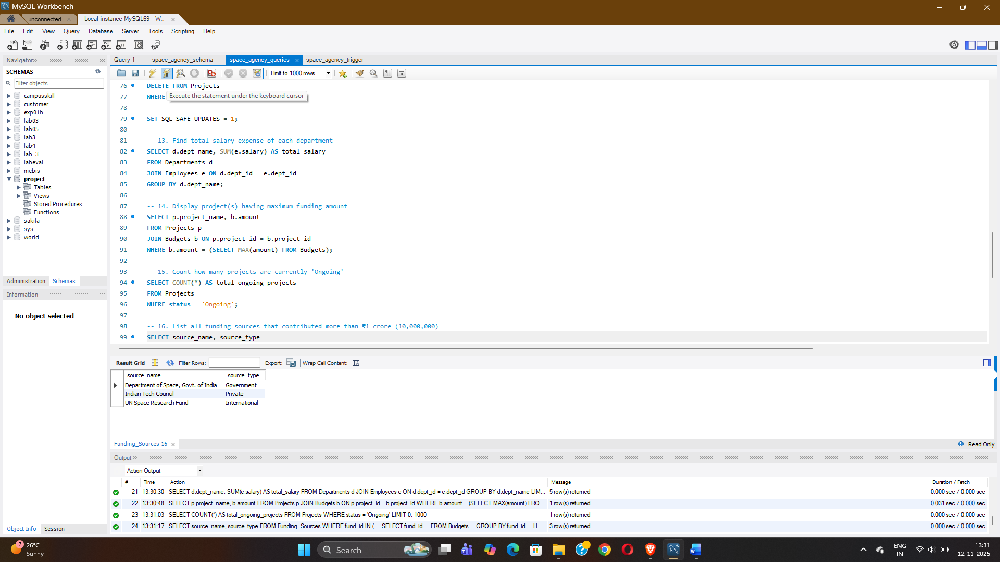 MySQL Workbench
unconnected
Local instance MySQL69 - W...
File Edit View Query Database Server Tools Scripting Help
Navigator
SCHEMAS
Filter objects
campusskill
customer
exp01b
lab03
lab05
lab3
lab4
lab_3
labeval
mebis
project
Tables
Views
Stored Procedures
Functions
sakila
sys
world
Administration Schemas
Information
No object selected
Object Info Session
Query 1 space_agency_schema space_agency_queries space_agency_trigger
Limit to 1000 rows
76 DELETE FROM Projects
77 WHERE
Execute the statement under the keyboard cursor
78
79 SET SQL_SAFE_UPDATES = 1;
80
81 -- 13. Find total salary expense of each department
82 SELECT d.dept_name, SUM(e.salary) AS total_salary
83 FROM Departments d
84 JOIN Employees e ON d.dept_id = e.dept_id
85 GROUP BY d.dept_name;
86
87 -- 14. Display project(s) having maximum funding amount
88 SELECT p.project_name, b.amount
89 FROM Projects p
90 JOIN Budgets b ON p.project_id = b.project_id
91 WHERE b.amount = (SELECT MAX(amount) FROM Budgets);
92
93 -- 15. Count how many projects are currently 'Ongoing'
94 SELECT COUNT(*) AS total_ongoing_projects
95 FROM Projects
96 WHERE status = 'Ongoing';
97
98 -- 16. List all funding sources that contributed more than ₹1 crore (10,000,000)
99 SELECT source_name, source_type
Result Grid Filter Rows: Export: Wrap Cell Content:
source_name source_type
Department of Space, Govt. of India Government
Indian Tech Council Private
UN Space Research Fund International
Funding_Sources 16 Read Only
Output
Action Output
# Time Action Message Duration / Fetch
21 13:30:30 SELECT d.dept_name, SUM(e.salary) AS total_salary FROM Departments d JOIN Employees e ON d.dept_id = e.dept_id GROUP BY d.dept_name LIM... 5 row(s) returned 0.000 sec / 0.000 sec
22 13:30:48 SELECT p.project_name, b.amount FROM Projects p JOIN Budgets b ON p.project_id = b.project_id WHERE b.amount = (SELECT MAX(amount) FRO... 1 row(s) returned 0.031 sec / 0.000 sec
23 13:31:03 SELECT COUNT(*) AS total_ongoing_projects FROM Projects WHERE status = 'Ongoing' LIMIT 0, 1000 1 row(s) returned 0.000 sec / 0.000 sec
24 13:31:17 SELECT source_name, source_type FROM Funding_Sources WHERE fund_id IN ( SELECT fund_id FROM Budgets GROUP BY fund_id H... 3 row(s) returned 0.000 sec / 0.000 sec
7
26°C
Sunny
Search
ENG
IN
13:31
12-11-2025